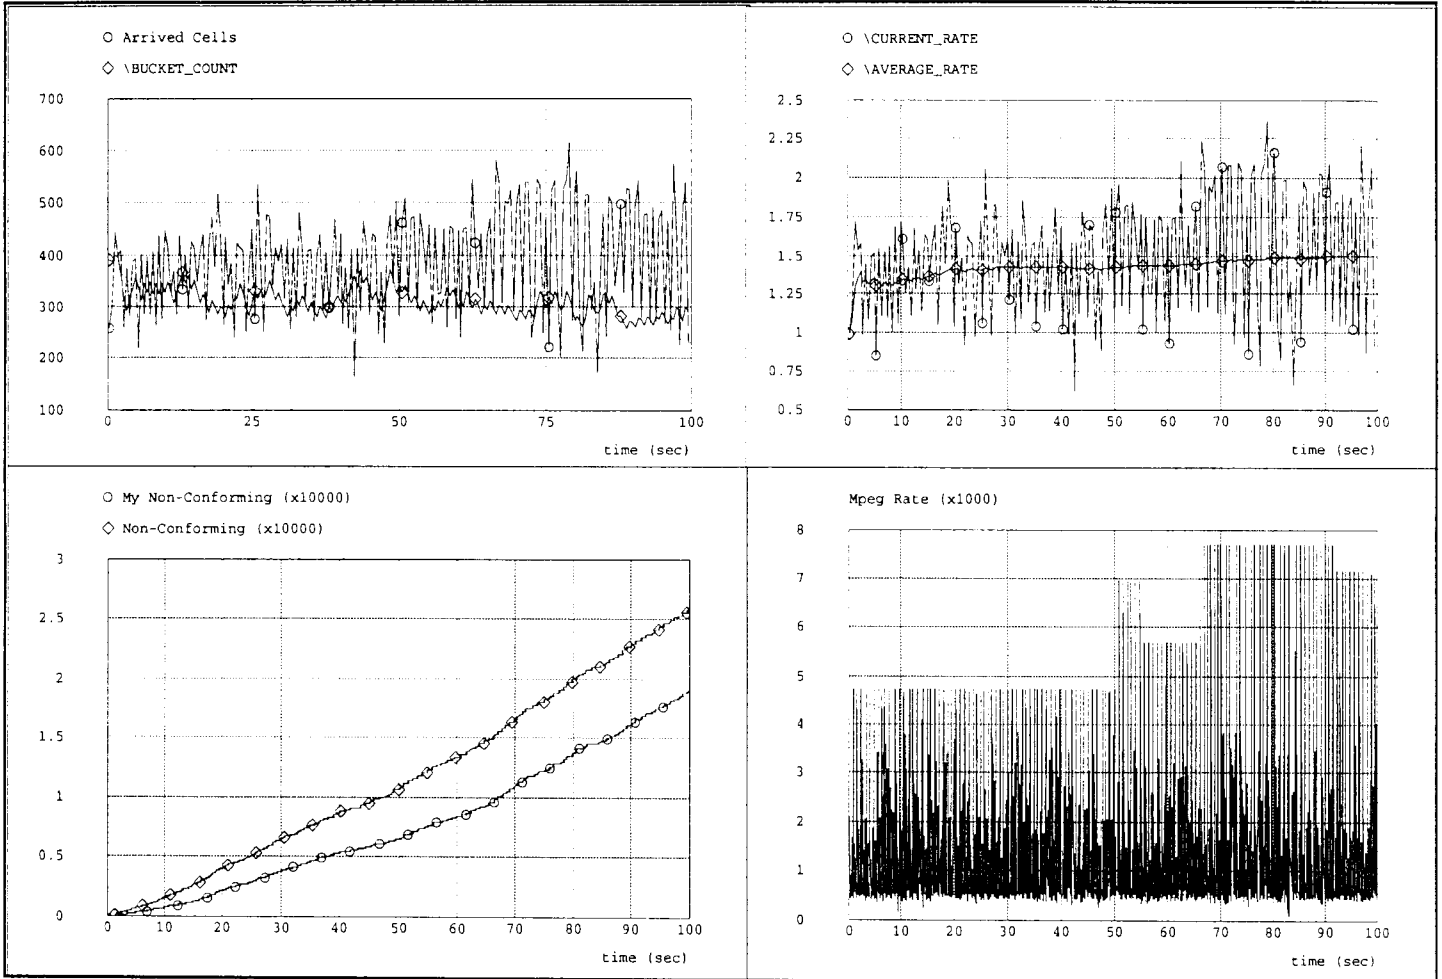 ○ Arrived Cells
◇ \BUCKET_COUNT
700
600
500
400
300
200
100
0 25 50 75 100
time (sec)
○ \CURRENT_RATE
◇ \AVERAGE_RATE
2.5
2.25
2
1.75
1.5
1.25
1
0.75
0.5
0 10 20 30 40 50 60 70 80 90 100
time (sec)
○ My Non-Conforming (x10000)
◇ Non-Conforming (x10000)
3
2.5
2
1.5
1
0.5
0
0 10 20 30 40 50 60 70 80 90 100
time (sec)
Mpeg Rate (x1000)
8
7
6
5
4
3
2
1
0
0 10 20 30 40 50 60 70 80 90 100
time (sec)